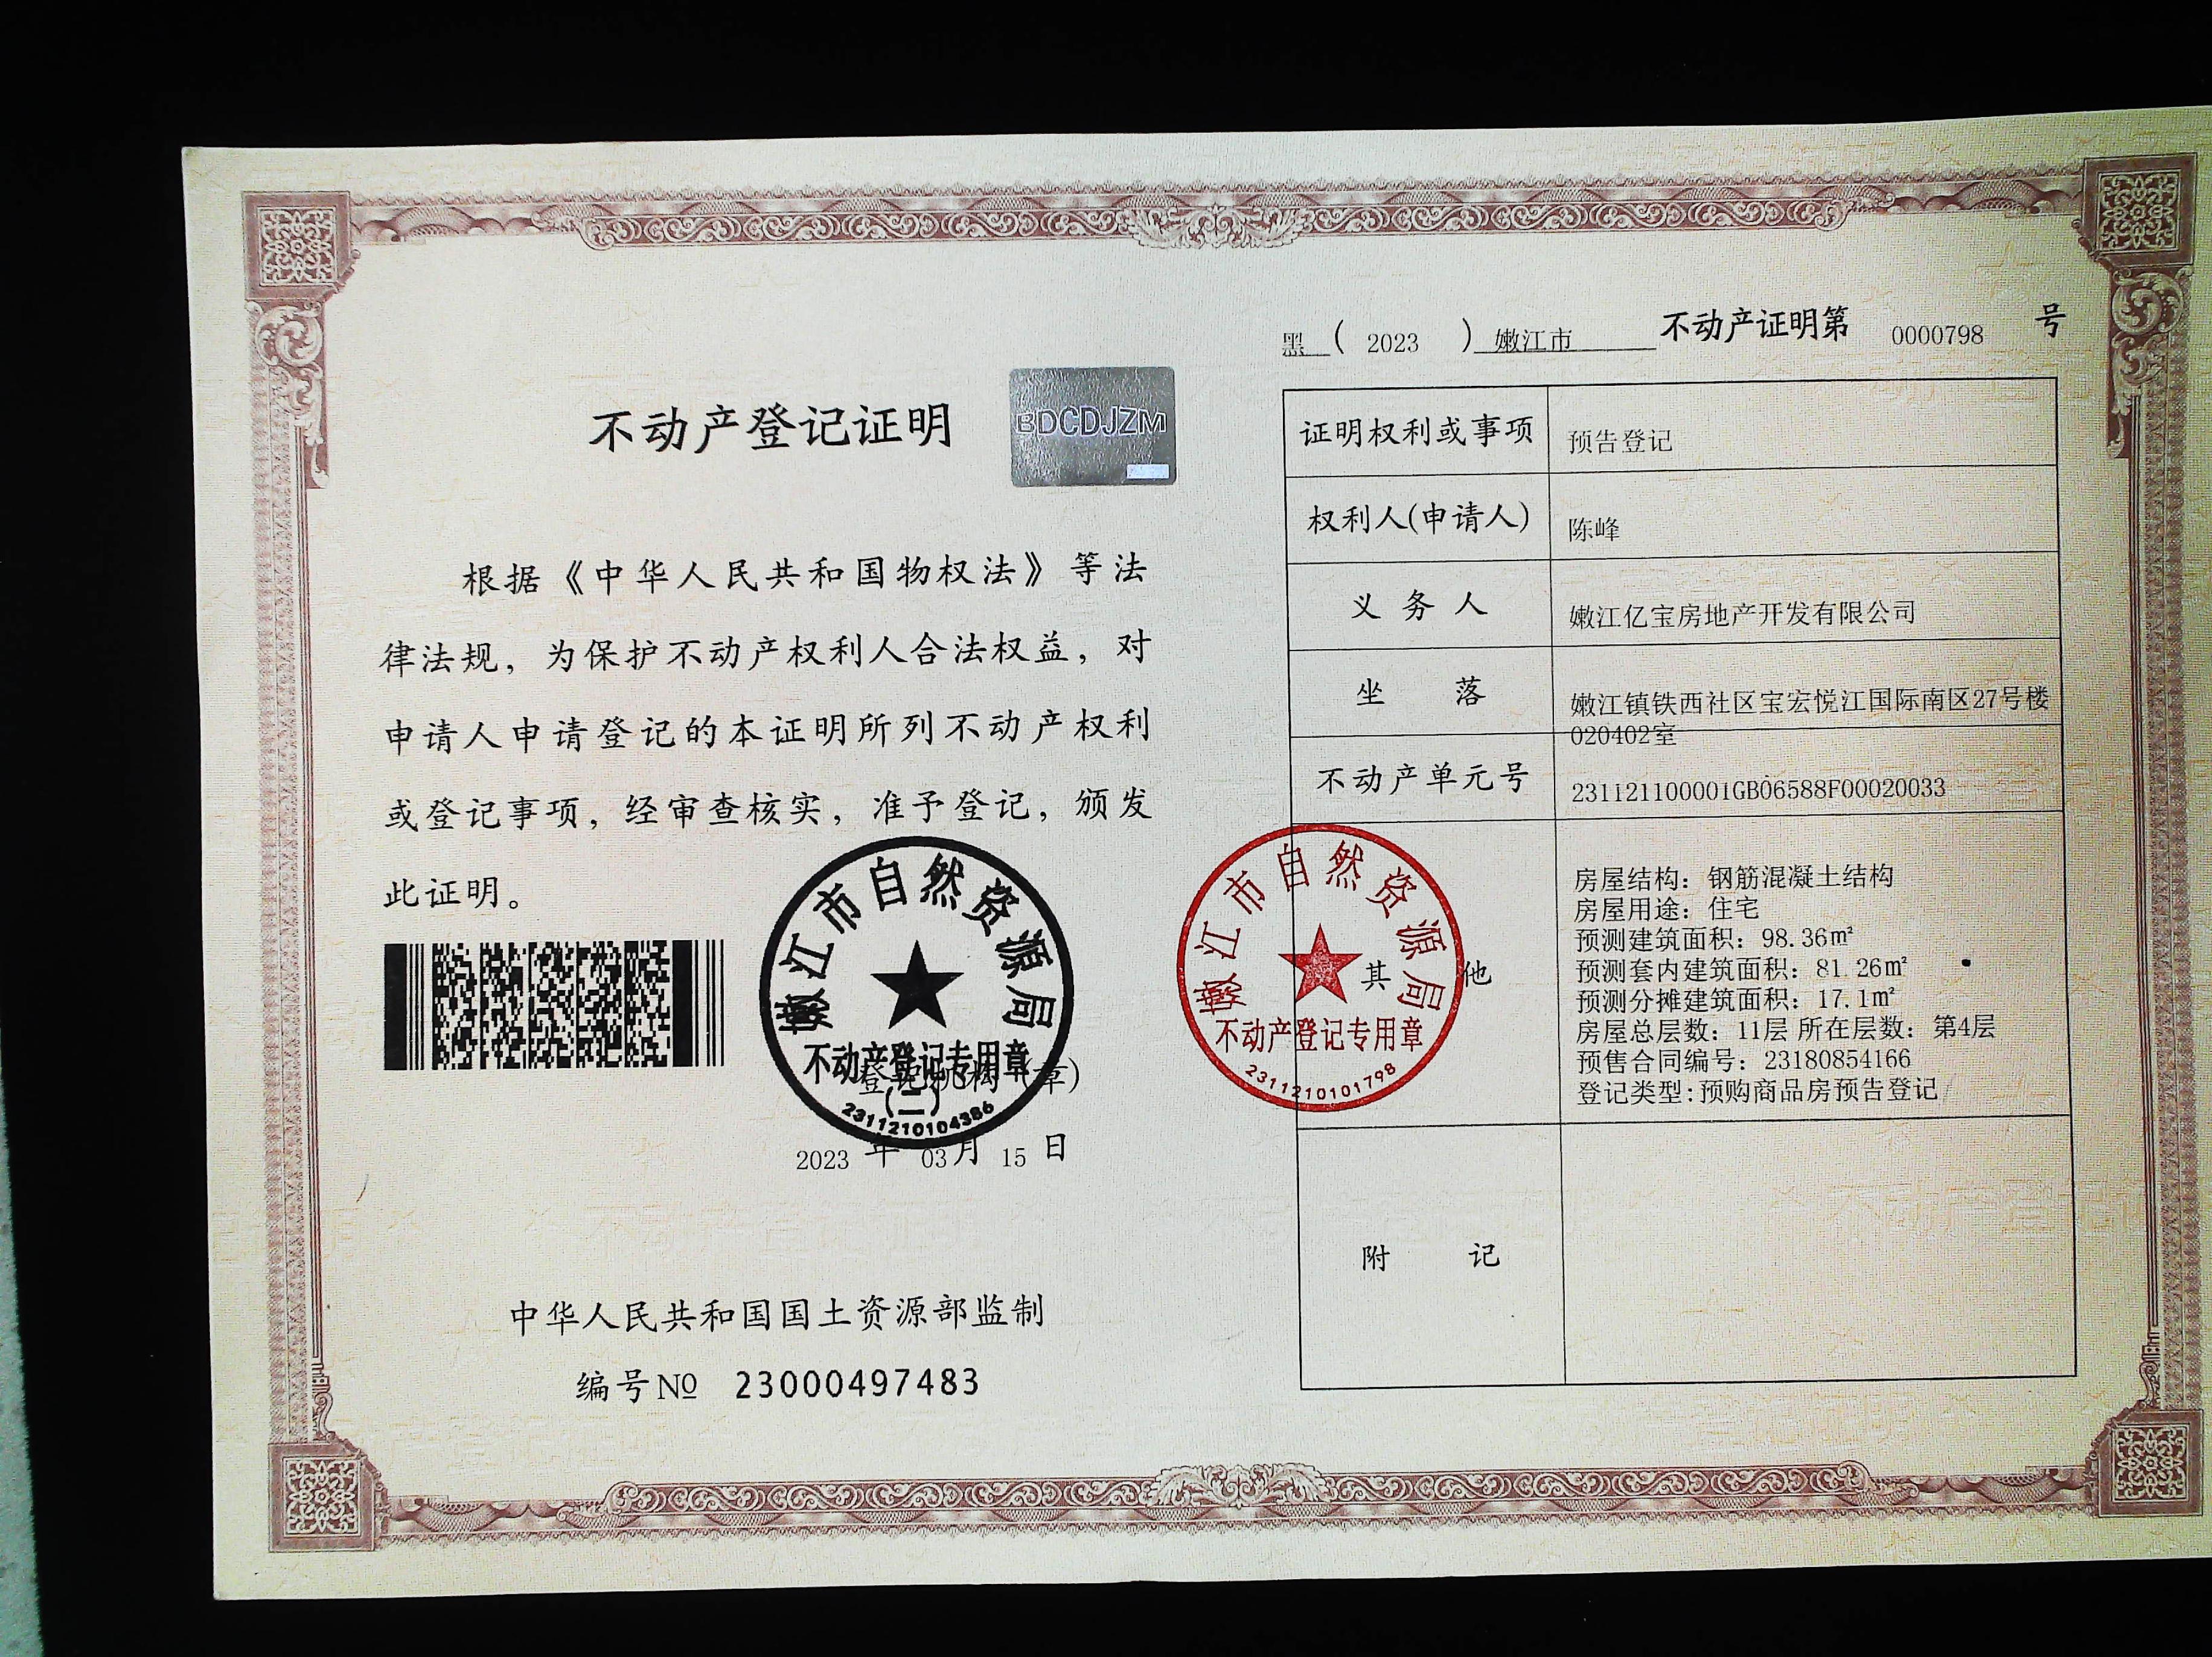 不动产登记证明
BDCDJZM
根据《中华人民共和国物权法》等法
律法规，为保护不动产权利人合法权益，对
申请人申请登记的本证明所列不动产权利
或登记事项，经审查核实，准予登记，颁发
此证明。
嫩江市自然资源局
不动产登记专用章
(二)
2311210104386
登记机构（章）
2023 年 03月 15 日
中华人民共和国国土资源部监制
编号№ 23000497483
黑 ( 2023 ) 嫩江市 不动产证明第 0000798 号
证明权利或事项 预告登记
权利人(申请人) 陈峰
义务人 嫩江亿宝房地产开发有限公司
坐落 嫩江镇铁西社区宝宏悦江国际南区27号楼
020402室
不动产单元号 231121100001GB06588F00020033
其他
房屋结构：钢筋混凝土结构
房屋用途：住宅
预测建筑面积：98.36㎡
预测套内建筑面积：81.26㎡
预测分摊建筑面积：17.1㎡
房屋总层数：11层 所在层数：第4层
预售合同编号：23180854166
登记类型:预购商品房预告登记
嫩江市自然资源局
不动产登记专用章
2311210101798
附记